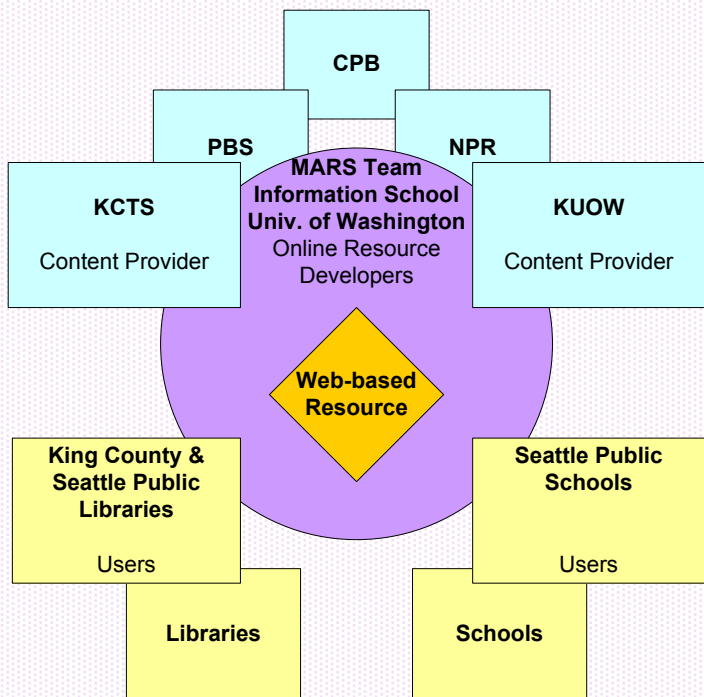 CPB
PBS
NPR
MARS Team
Information School
Univ. of Washington
Online Resource
Developers
KCTS
Content Provider
KUOW
Content Provider
Web-based
Resource
King County &
Seattle Public
Libraries
Users
Seattle Public
Schools
Users
Libraries
Schools